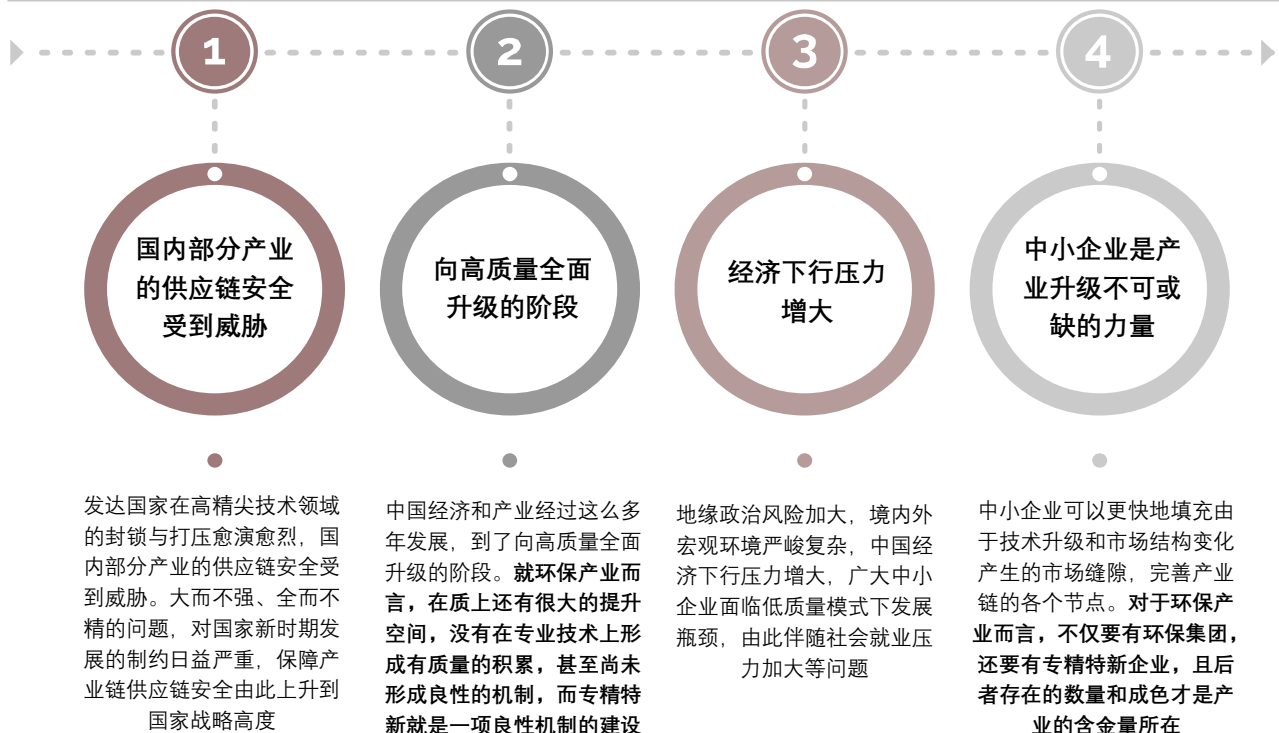 1
国内部分产业
的供应链安全
受到威胁
发达国家在高精尖技术领域
的封锁与打压愈演愈烈，国
内部分产业的供应链安全受
到威胁。大而不强、全而不
精的问题，对国家新时期发
展的制约日益严重，保障产
业链供应链安全由此上升到
国家战略高度
2
向高质量全面
升级的阶段
中国经济和产业经过这么多
年发展，到了向高质量全面
升级的阶段。就环保产业而
言，在质上还有很大的提升
空间，没有在专业技术上形
成有质量的积累，甚至尚未
形成良性的机制，而专精特
新就是一项良性机制的建设
3
经济下行压力
增大
地缘政治风险加大，境内外
宏观环境严峻复杂，中国经
济下行压力增大，广大中小
企业面临低质量模式下发展
瓶颈，由此伴随社会就业压
力加大等问题
4
中小企业是产
业升级不可或
缺的力量
中小企业可以更快地填充由
于技术升级和市场结构变化
产生的市场缝隙，完善产业
链的各个节点。对于环保产
业而言，不仅要有环保集团，
还要有专精特新企业，且后
者存在的数量和成色才是产
业的含金量所在